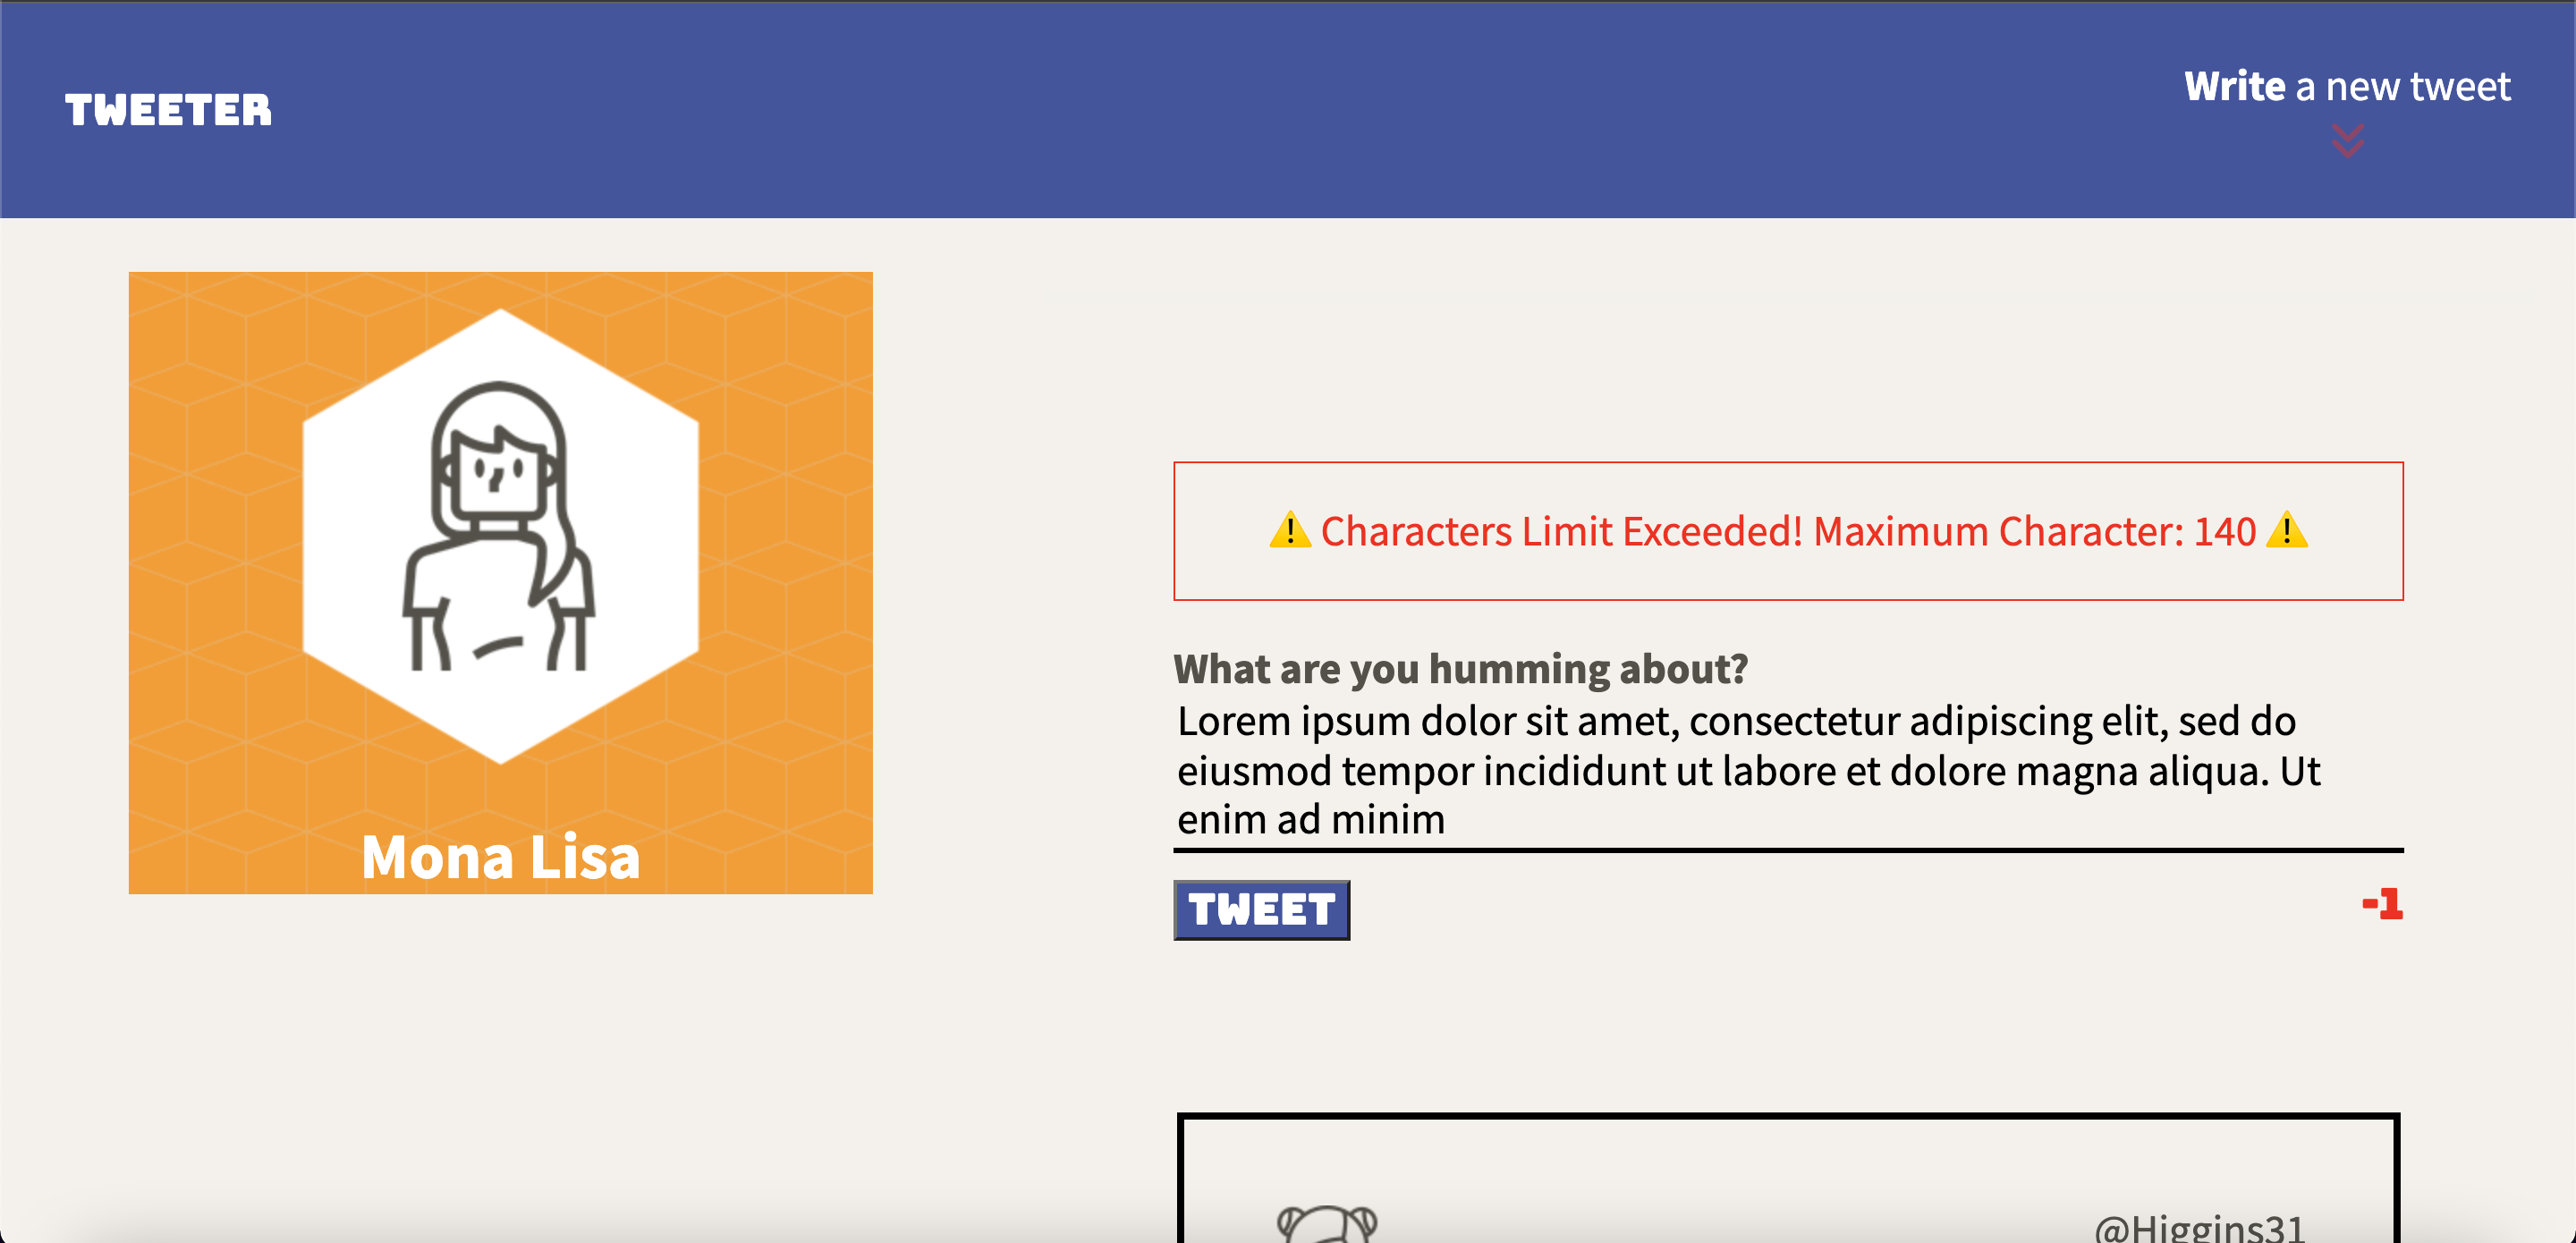 TWEETER
Write a new tweet
Mona Lisa
⚠️ Characters Limit Exceeded! Maximum Character: 140 ⚠️
What are you humming about?
Lorem ipsum dolor sit amet, consectetur adipiscing elit, sed do
eiusmod tempor incididunt ut labore et dolore magna aliqua. Ut
enim ad minim
TWEET
-1
@Higgins31